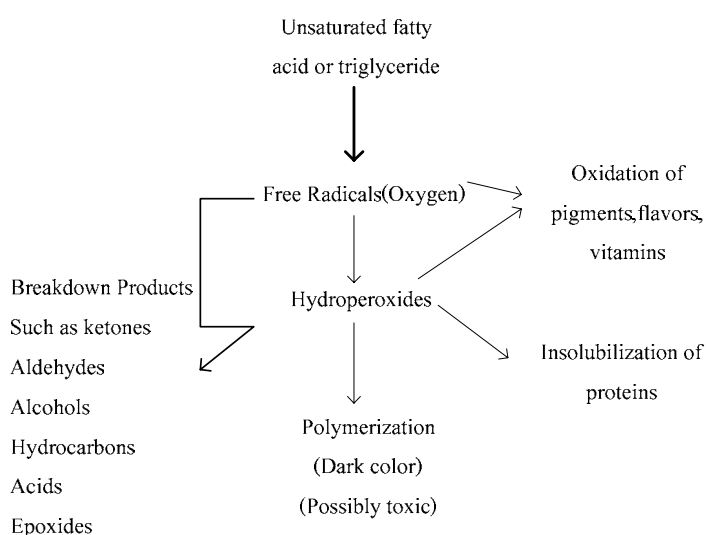 Unsaturated fatty
acid or triglyceride
Free Radicals(Oxygen)
Oxidation of
pigments,flavors,
vitamins
Hydroperoxides
Breakdown Products
Such as ketones
Aldehydes
Alcohols
Hydrocarbons
Acids
Epoxides
Insolubilization of
proteins
Polymerization
(Dark color)
(Possibly toxic)